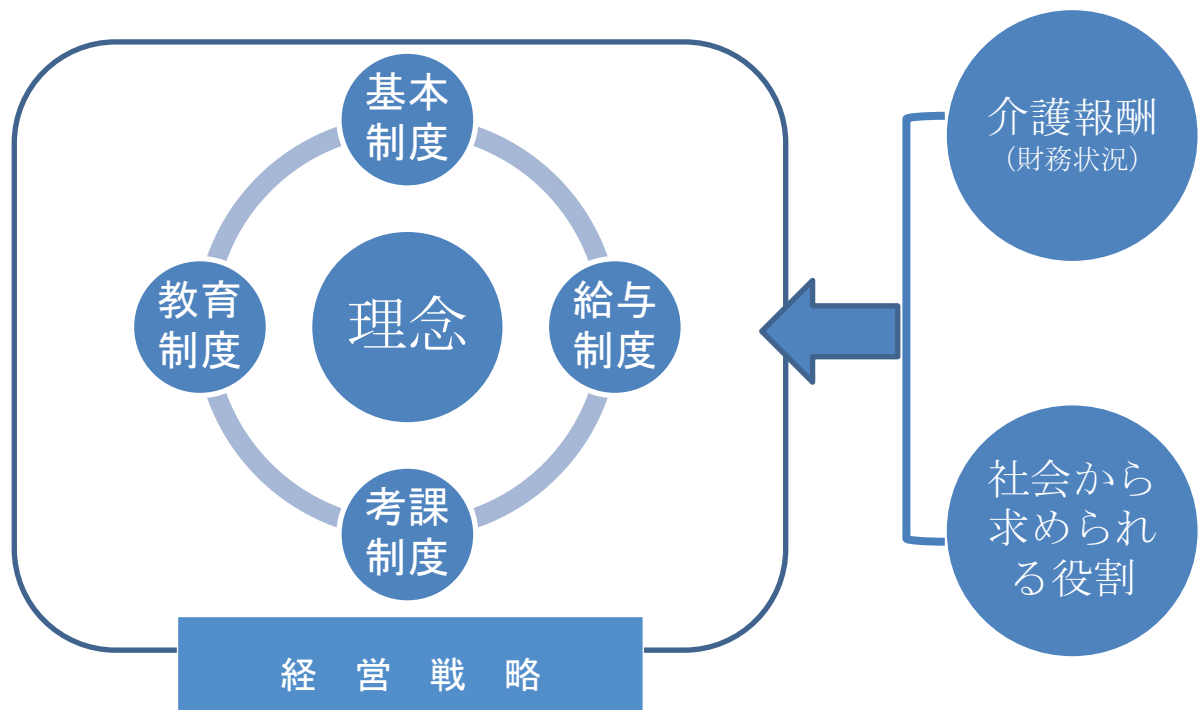 基本
制度
教育
制度
理念
給与
制度
考課
制度
経 営 戦 略
介護報酬
（財務状況）
社会から
求められ
る役割